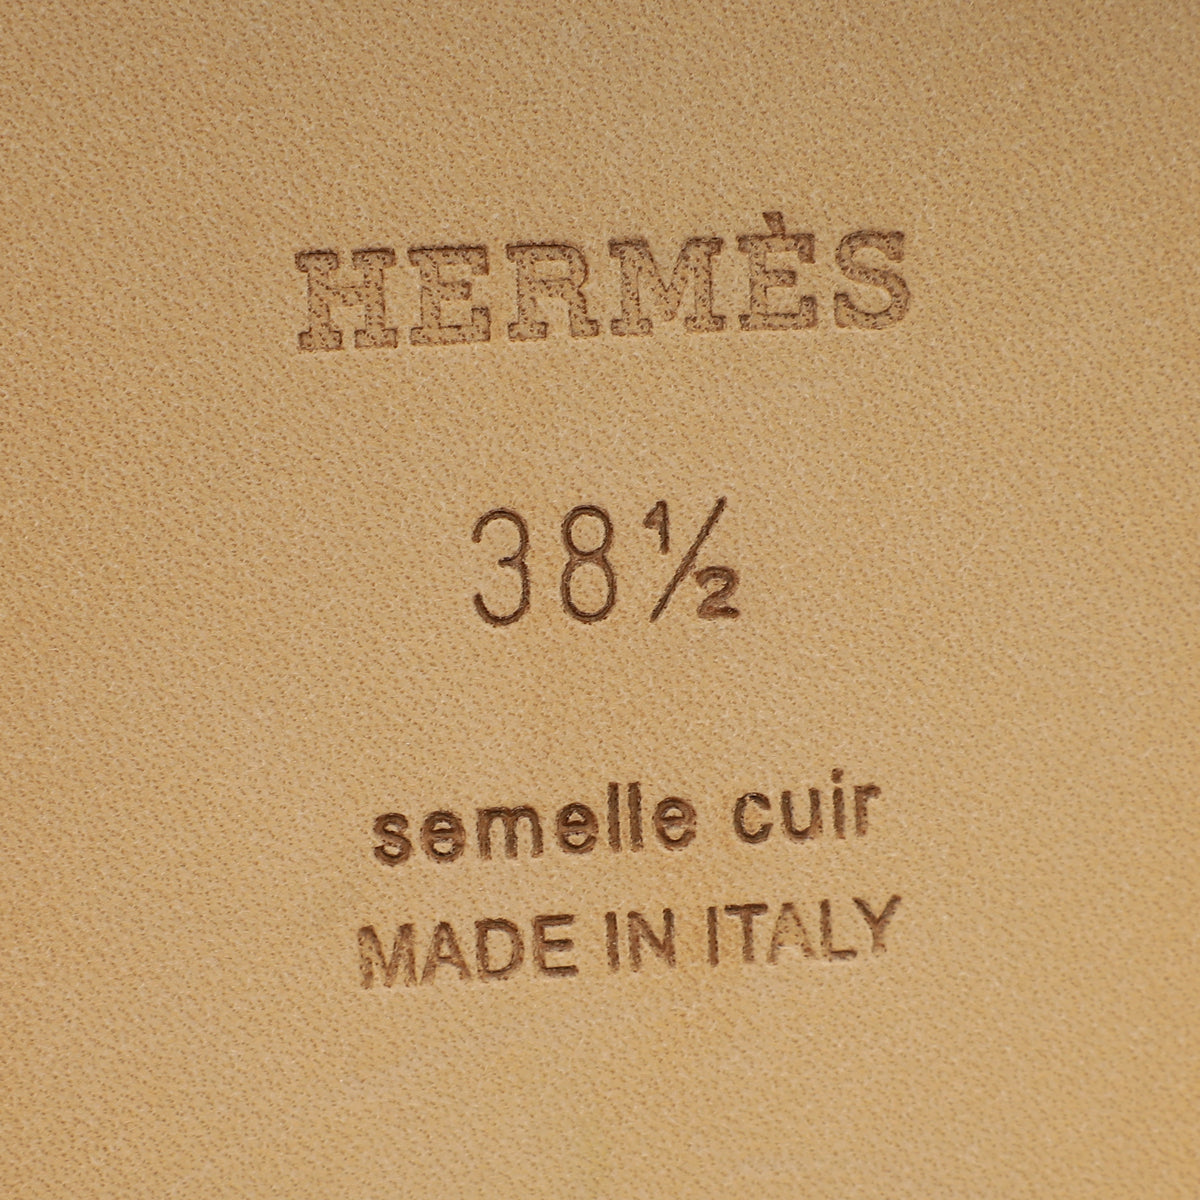 HERMÈS
38½
semelle cuir
MADE IN ITALY